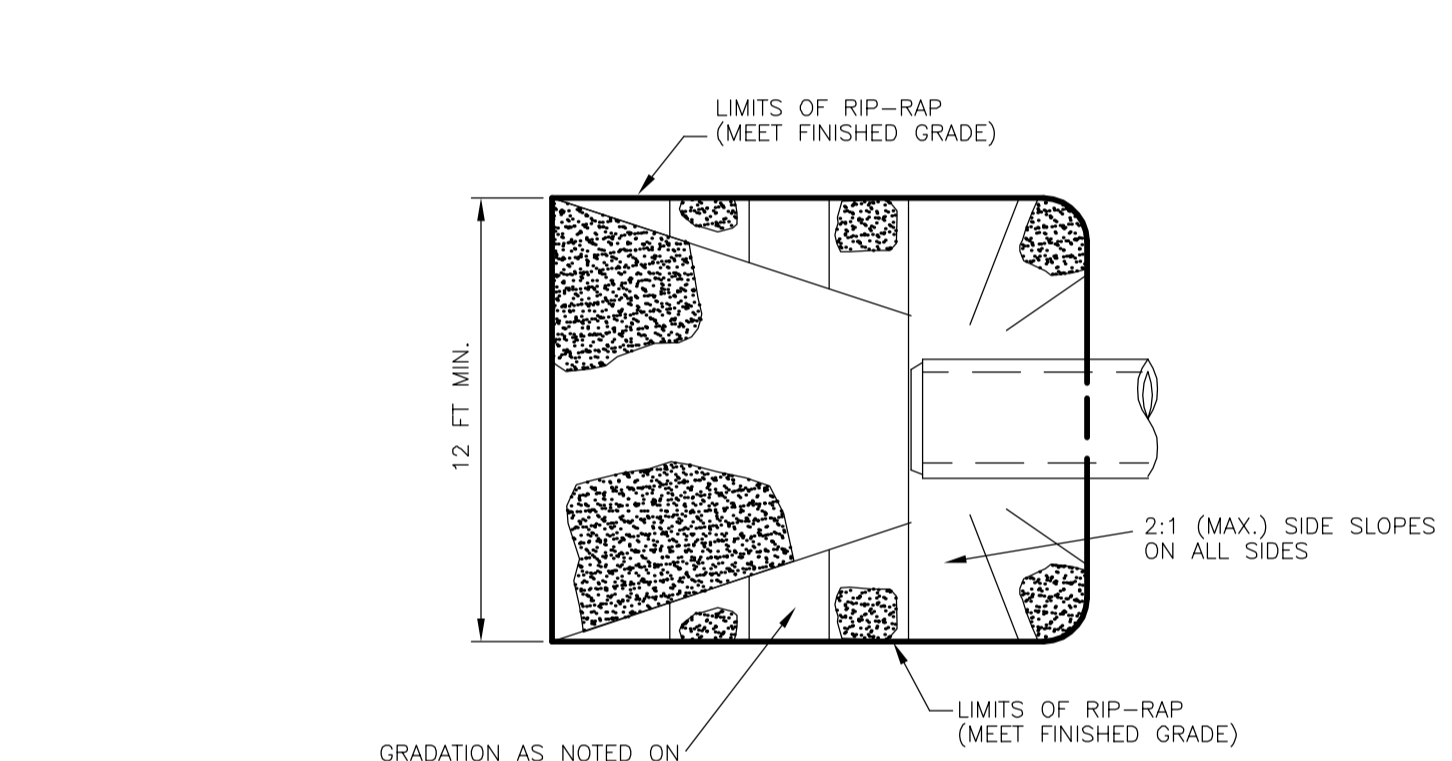 LIMITS OF RIP-RAP
(MEET FINISHED GRADE)
12 FT MIN.
2:1 (MAX.) SIDE SLOPES
ON ALL SIDES
LIMITS OF RIP-RAP
(MEET FINISHED GRADE)
GRADATION AS NOTED ON